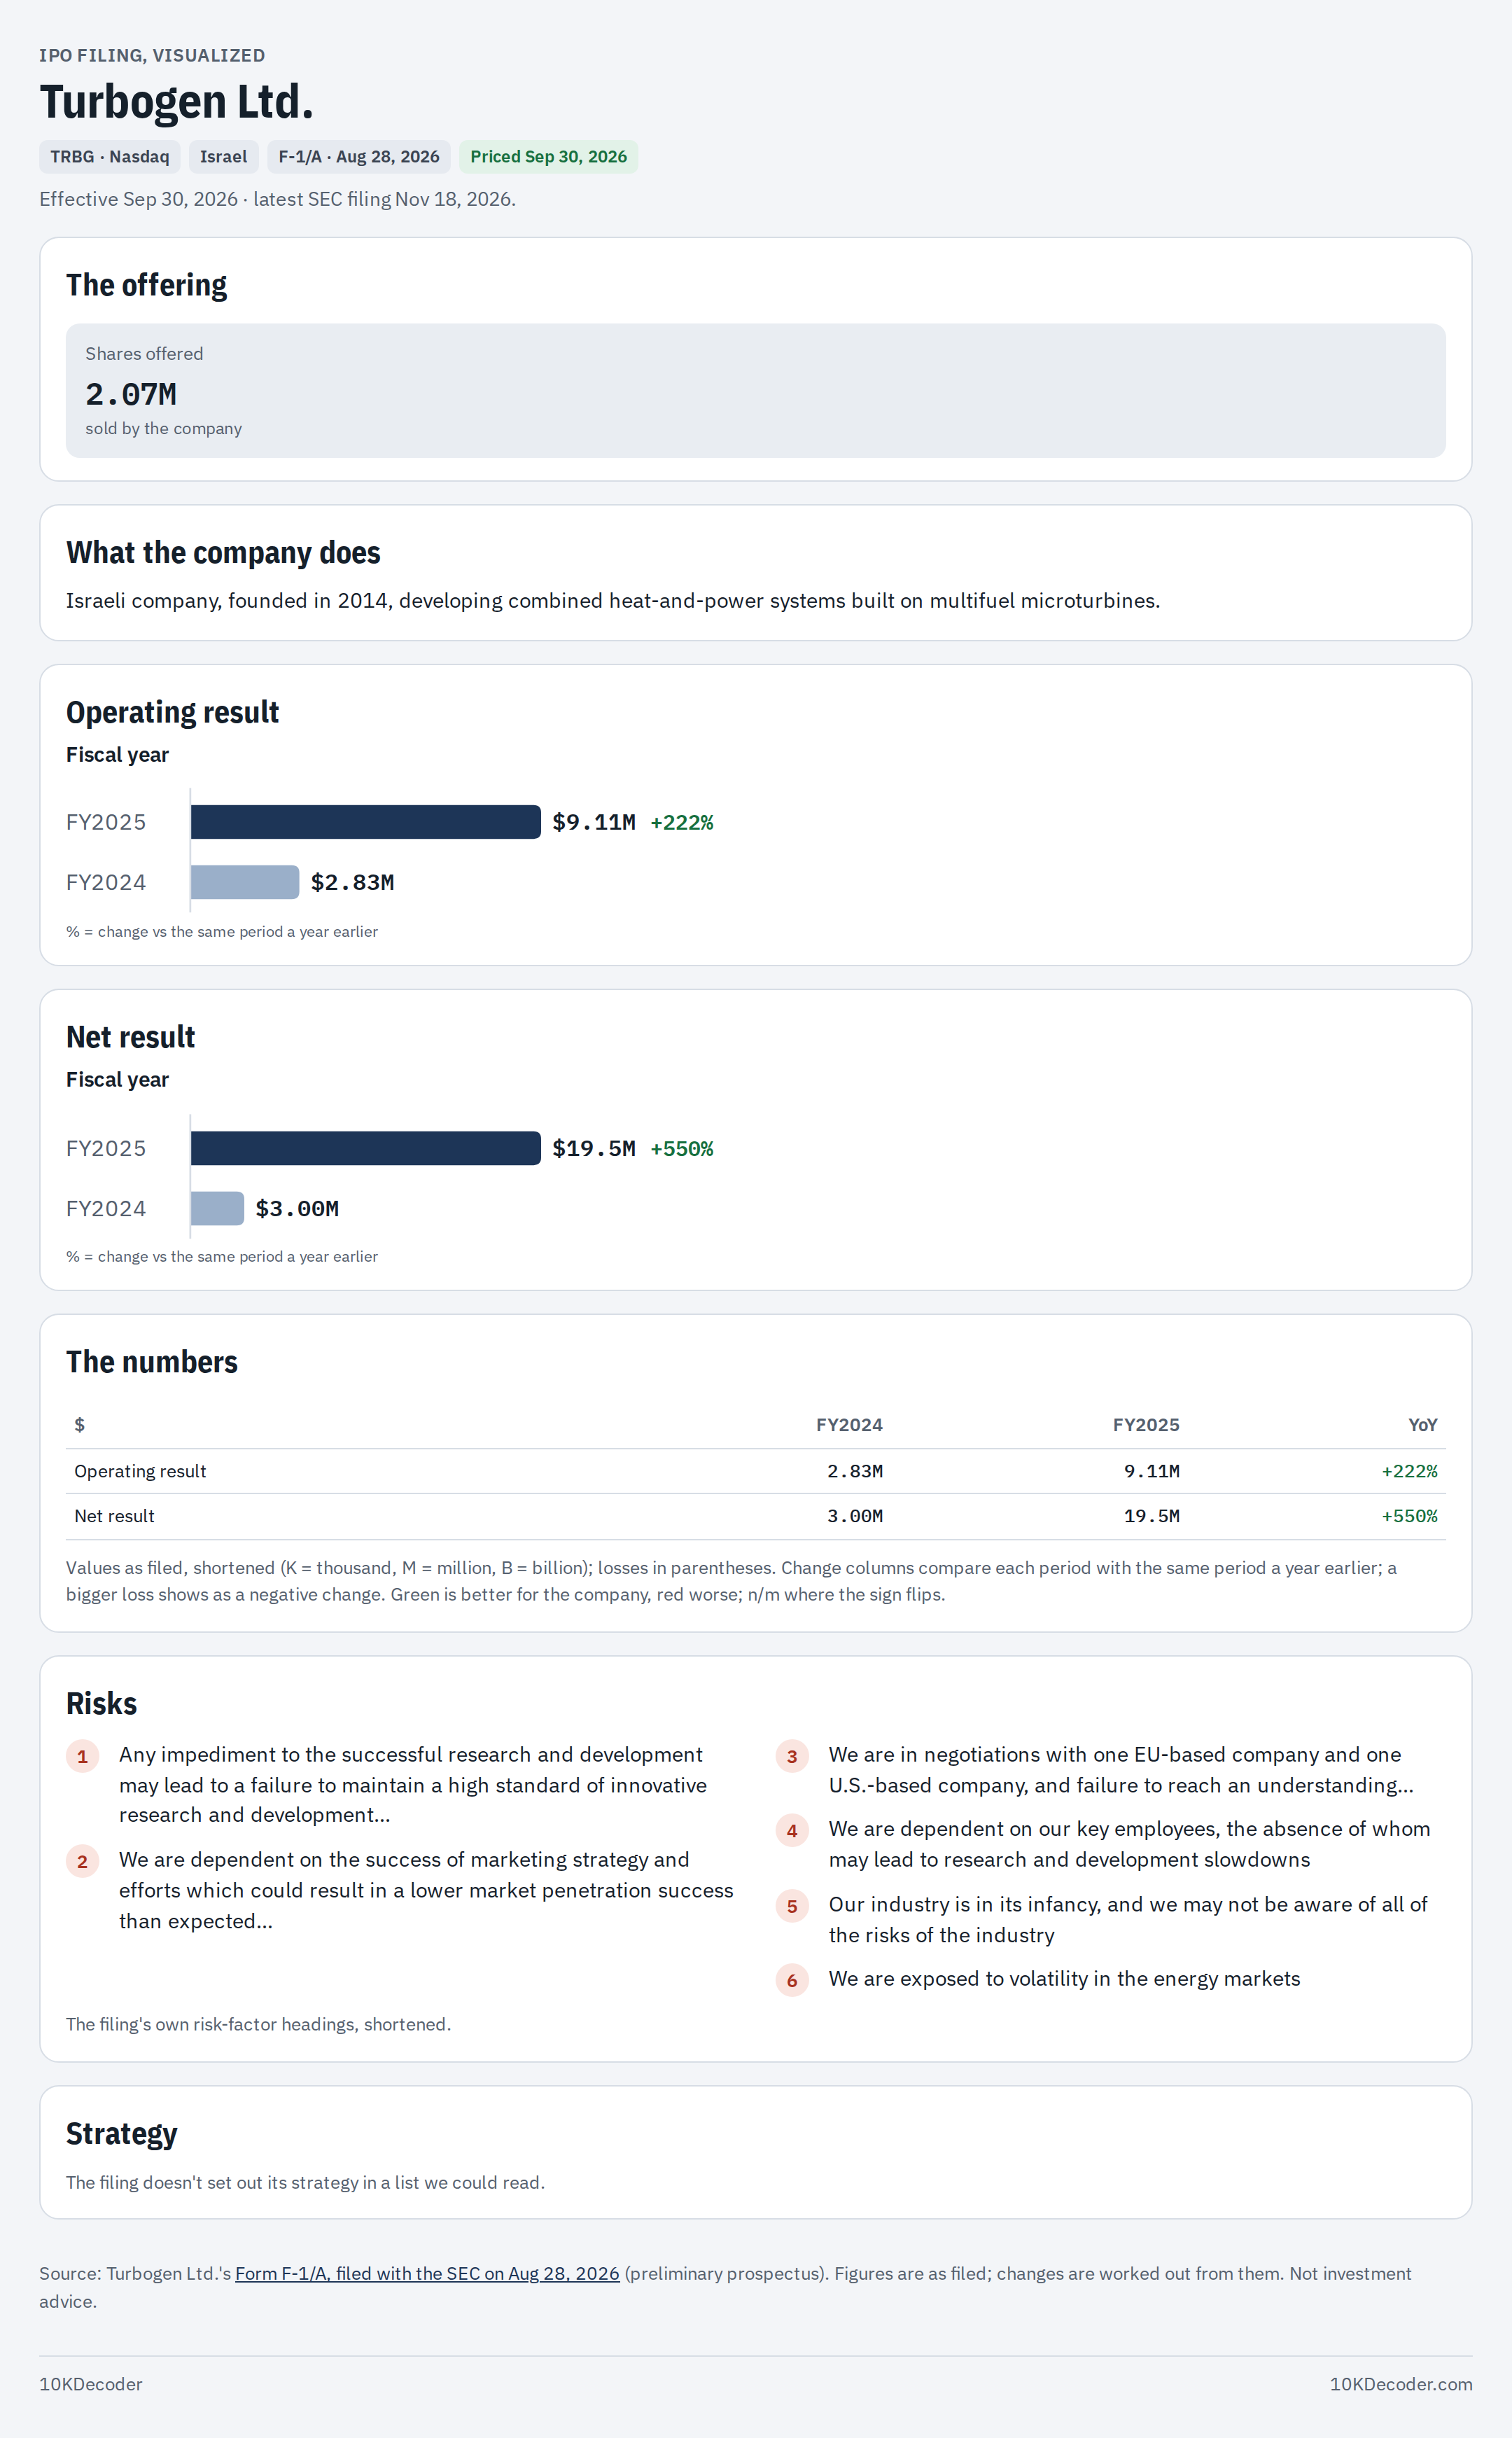 IPO FILING, VISUALIZED
Turbogen Ltd.
TRBG · Nasdaq
Israel
F-1/A · Aug 28, 2026
Priced Sep 30, 2026
Effective Sep 30, 2026 · latest SEC filing Nov 18, 2026.
The offering
Shares offered
2.07M
sold by the company
What the company does
Israeli company, founded in 2014, developing combined heat-and-power systems built on multifuel microturbines.
Operating result
Fiscal year
FY2025 $9.11M +222%
FY2024 $2.83M
% = change vs the same period a year earlier
Net result
Fiscal year
FY2025 $19.5M +550%
FY2024 $3.00M
% = change vs the same period a year earlier
The numbers
$ FY2024 FY2025 YoY
Operating result 2.83M 9.11M +222%
Net result 3.00M 19.5M +550%
Values as filed, shortened (K = thousand, M = million, B = billion); losses in parentheses. Change columns compare each period with the same period a year earlier; a
bigger loss shows as a negative change. Green is better for the company, red worse; n/m where the sign flips.
Risks
1 Any impediment to the successful research and development
may lead to a failure to maintain a high standard of innovative
research and development…
2 We are dependent on the success of marketing strategy and
efforts which could result in a lower market penetration success
than expected…
3 We are in negotiations with one EU-based company and one
U.S.-based company, and failure to reach an understanding…
4 We are dependent on our key employees, the absence of whom
may lead to research and development slowdowns
5 Our industry is in its infancy, and we may not be aware of all of
the risks of the industry
6 We are exposed to volatility in the energy markets
The filing's own risk-factor headings, shortened.
Strategy
The filing doesn't set out its strategy in a list we could read.
Source: Turbogen Ltd.'s Form F-1/A, filed with the SEC on Aug 28, 2026 (preliminary prospectus). Figures are as filed; changes are worked out from them. Not investment
advice.
10KDecoder
10KDecoder.com